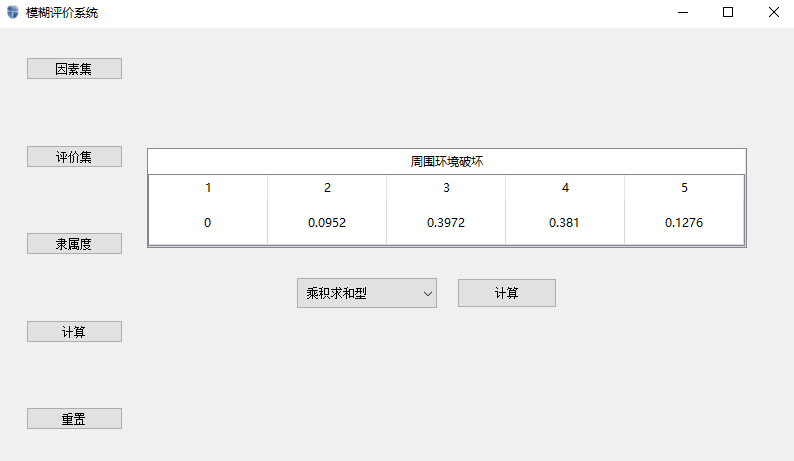 模糊评价系统
因素集
评价集
周围环境破坏
1 2 3 4 5
0 0.0952 0.3972 0.381 0.1276
隶属度
乘积求和型 计算
计算
重置